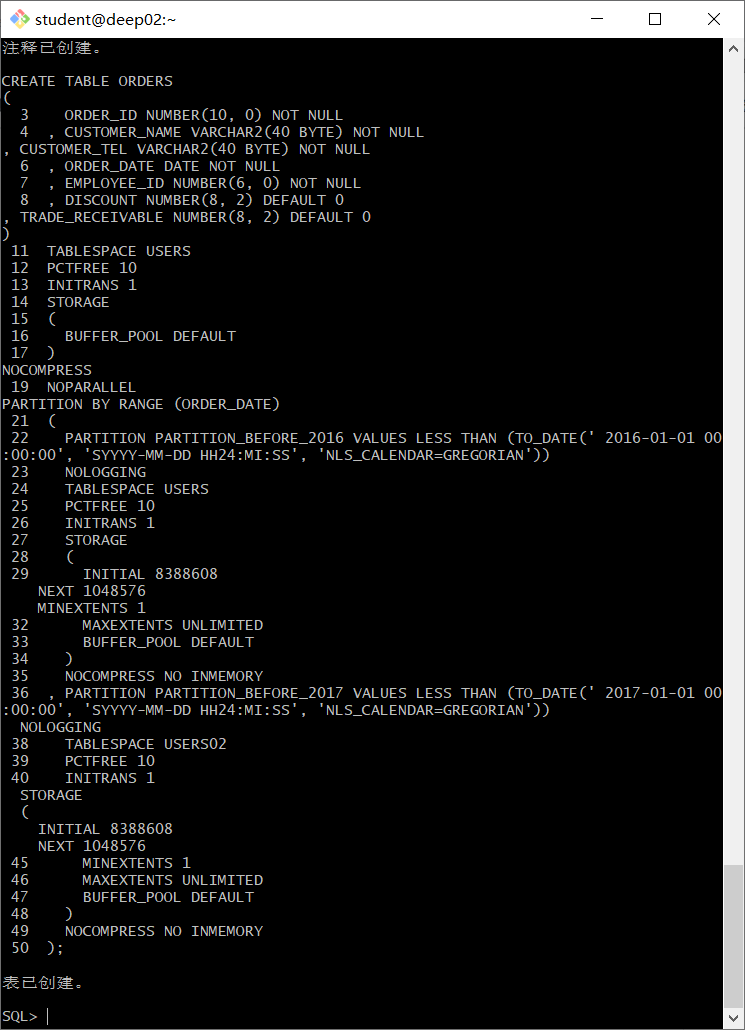 student@deep02:~
注释已创建。
CREATE TABLE ORDERS
(
  3    ORDER_ID NUMBER(10, 0) NOT NULL
  4  , CUSTOMER_NAME VARCHAR2(40 BYTE) NOT NULL
, CUSTOMER_TEL VARCHAR2(40 BYTE) NOT NULL
  6  , ORDER_DATE DATE NOT NULL
  7  , EMPLOYEE_ID NUMBER(6, 0) NOT NULL
  8  , DISCOUNT NUMBER(8, 2) DEFAULT 0
, TRADE_RECEIVABLE NUMBER(8, 2) DEFAULT 0
)
 11  TABLESPACE USERS
 12  PCTFREE 10
 13  INITRANS 1
 14  STORAGE
 15  (
 16    BUFFER_POOL DEFAULT
 17  )
NOCOMPRESS
 19  NOPARALLEL
PARTITION BY RANGE (ORDER_DATE)
 21  (
 22    PARTITION PARTITION_BEFORE_2016 VALUES LESS THAN (TO_DATE(' 2016-01-01 00
:00:00', 'SYYYY-MM-DD HH24:MI:SS', 'NLS_CALENDAR=GREGORIAN'))
 23    NOLOGGING
 24    TABLESPACE USERS
 25    PCTFREE 10
 26    INITRANS 1
 27    STORAGE
 28    (
 29      INITIAL 8388608
    NEXT 1048576
    MINEXTENTS 1
 32      MAXEXTENTS UNLIMITED
 33      BUFFER_POOL DEFAULT
 34    )
 35    NOCOMPRESS NO INMEMORY
 36  , PARTITION PARTITION_BEFORE_2017 VALUES LESS THAN (TO_DATE(' 2017-01-01 00
:00:00', 'SYYYY-MM-DD HH24:MI:SS', 'NLS_CALENDAR=GREGORIAN'))
  NOLOGGING
 38    TABLESPACE USERS02
 39    PCTFREE 10
 40    INITRANS 1
  STORAGE
  (
    INITIAL 8388608
    NEXT 1048576
 45      MINEXTENTS 1
 46      MAXEXTENTS UNLIMITED
 47      BUFFER_POOL DEFAULT
 48    )
 49    NOCOMPRESS NO INMEMORY
 50  );
表已创建。
SQL>